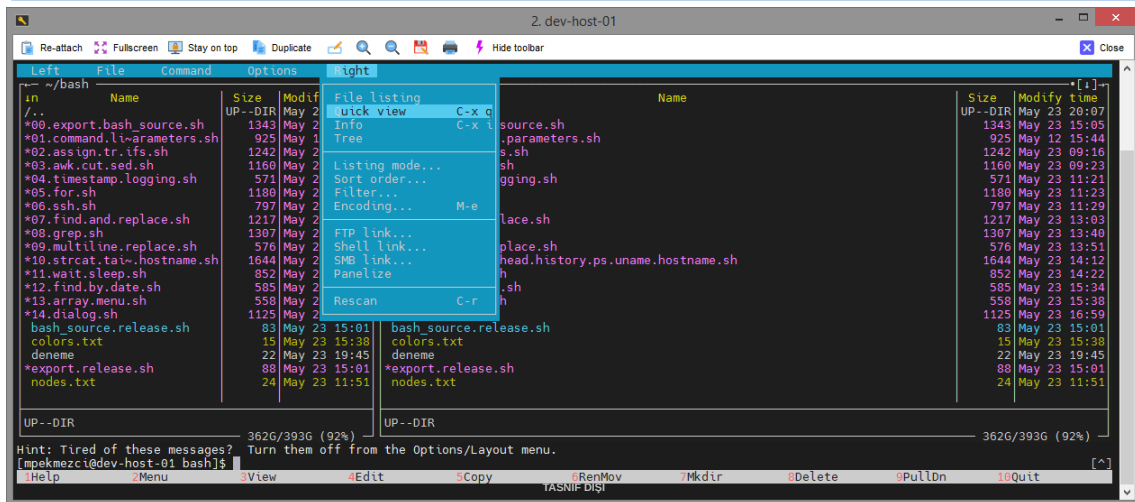 2. dev-host-01
Re-attach Fullscreen Stay on top Duplicate Hide toolbar Close
Left File Command Options Right
~/bash
File listing
Quick view C-x q
Info C-x i
Tree
Listing mode...
Sort order...
Filter...
Encoding... M-e
FTP link...
Shell link...
SMB link...
Panelize
Rescan C-r
↓n Name Size Modif
/.. UP--DIR May 2
*00.export.bash_source.sh 1343 May 2
*01.command.li~arameters.sh 925 May 1
*02.assign.tr.ifs.sh 1242 May 2
*03.awk.cut.sed.sh 1160 May 2
*04.timestamp.logging.sh 571 May 2
*05.for.sh 1180 May 2
*06.ssh.sh 797 May 2
*07.find.and.replace.sh 1217 May 2
*08.grep.sh 1307 May 2
*09.multiline.replace.sh 576 May 2
*10.strcat.tai~.hostname.sh 1644 May 2
*11.wait.sleep.sh 852 May 2
*12.find.by.date.sh 585 May 2
*13.array.menu.sh 558 May 2
*14.dialog.sh 1125 May 2
bash_source.release.sh 83 May 23 15:01
colors.txt 15 May 23 15:38
deneme 22 May 23 19:45
*export.release.sh 88 May 23 15:01
nodes.txt 24 May 23 11:51
UP--DIR
362G/393G (92%)
.[↓]
Name Size Modify time
UP--DIR May 23 20:07
source.sh 1343 May 23 15:05
.parameters.sh 925 May 12 15:44
s.sh 1242 May 23 09:16
sh 1160 May 23 09:23
gging.sh 571 May 23 11:21
1180 May 23 11:23
797 May 23 11:29
lace.sh 1217 May 23 13:03
1307 May 23 13:40
place.sh 576 May 23 13:51
head.history.ps.uname.hostname.sh 1644 May 23 14:12
h 852 May 23 14:22
.sh 585 May 23 15:34
h 558 May 23 15:38
1125 May 23 16:59
bash_source.release.sh 83 May 23 15:01
colors.txt 15 May 23 15:38
deneme 22 May 23 19:45
*export.release.sh 88 May 23 15:01
nodes.txt 24 May 23 11:51
UP--DIR
362G/393G (92%)
Hint: Tired of these messages? Turn them off from the Options/Layout menu.
[mpekmezci@dev-host-01 bash]$ [^]
1Help 2Menu 3View 4Edit 5Copy 6RenMov 7Mkdir 8Delete 9PullDn 10Quit
TASNİF DIŞI